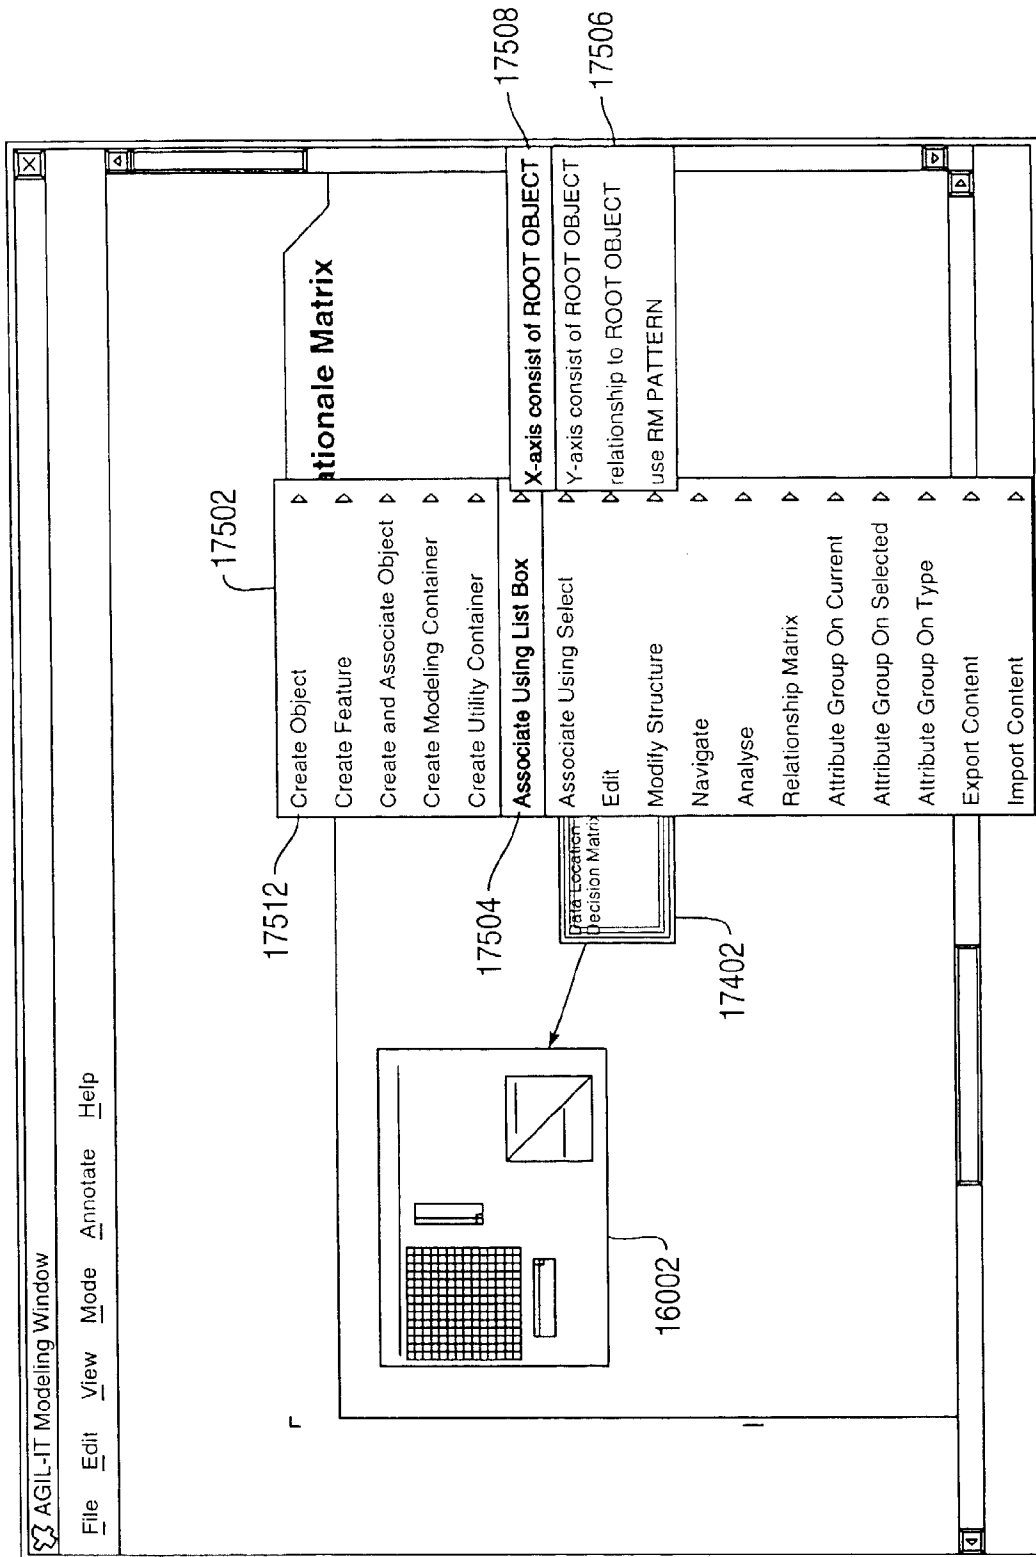 AGIL-IT Modeling Window
File Edit View Mode Annotate Help
17502
ationale Matrix
17512
Create Object
Create Feature
Create and Associate Object
Create Modeling Container
Create Utility Container
17504
Associate Using List Box
Associate Using Select
Edit
Modify Structure
Navigate
Analyse
Relationship Matrix
Attribute Group On Current
Attribute Group On Selected
Attribute Group On Type
Export Content
Import Content
X-axis consist of ROOT OBJECT
Y-axis consist of ROOT OBJECT
relationship to ROOT OBJECT
use RM PATTERN
17508
17506
Data Location
Decision Matrix
17402
16002